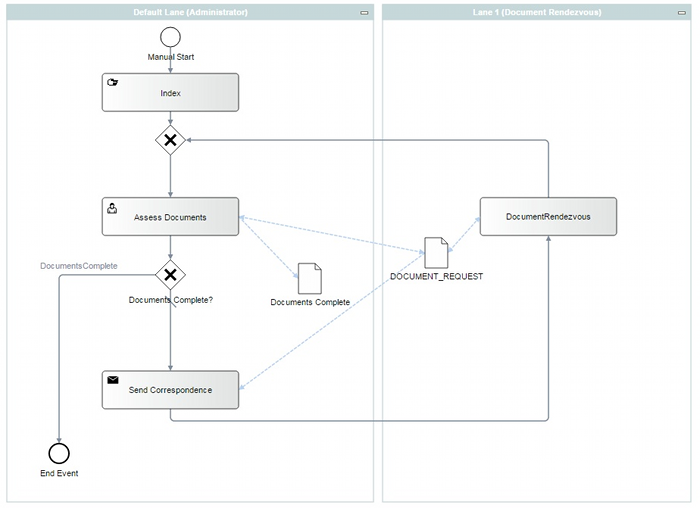 Default Lane (Administrator)
Lane 1 (Document Rendezvous)
Manual Start
Index
Assess Documents
DocumentRendezvous
DocumentsComplete
DOCUMENT_REQUEST
Documents Complete?
Documents Complete
Send Correspondence
End Event